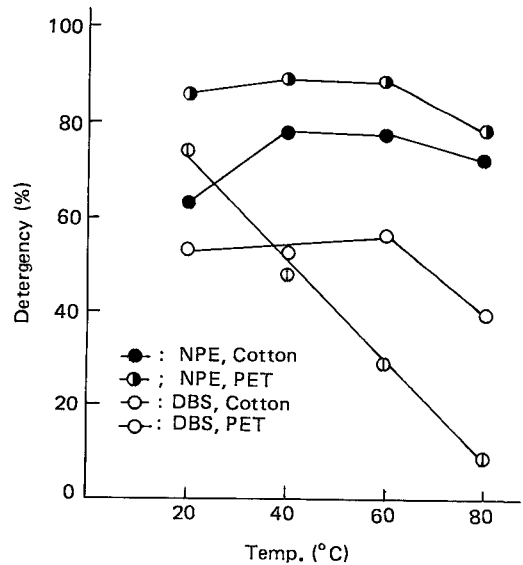 100
80
60
40
20
0
Detergency (%)
: NPE, Cotton
; NPE, PET
: DBS, Cotton
: DBS, PET
20 40 60 80
Temp. (°C)